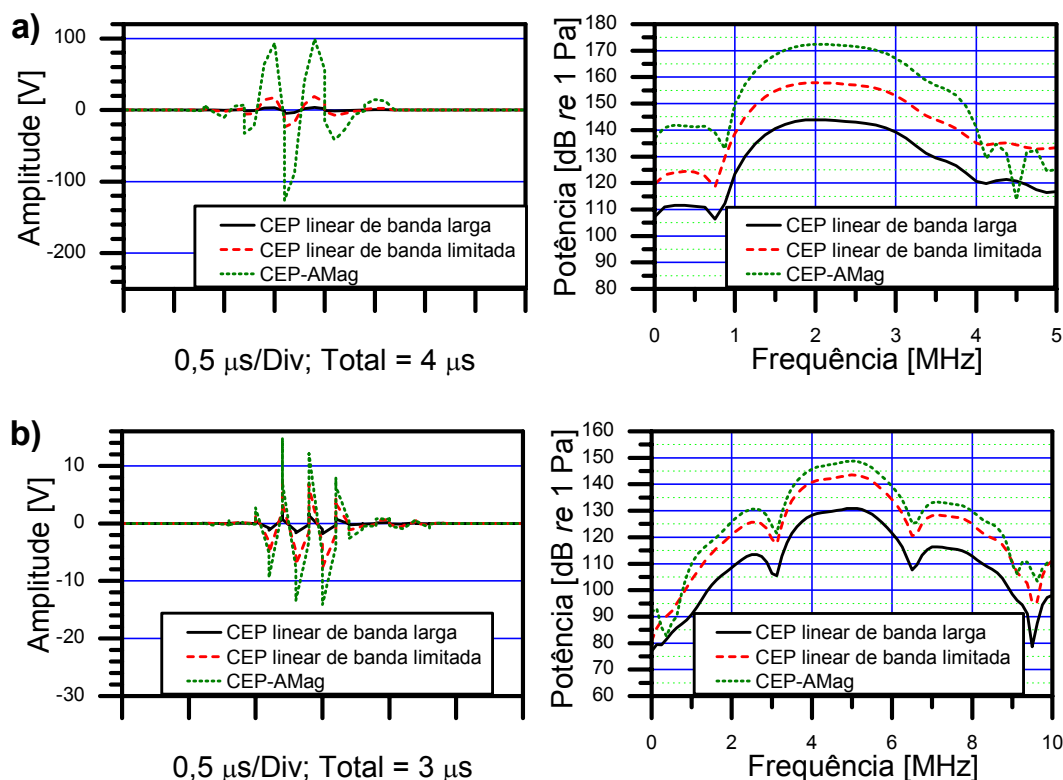 a)
Amplitude [V]
100
0
-100
-200
CEP linear de banda larga
CEP linear de banda limitada
CEP-AMag
0,5 μs/Div; Total = 4 μs
Potência [dB re 1 Pa]
180
170
160
150
140
130
120
110
100
90
80
CEP linear de banda larga
CEP linear de banda limitada
CEP-AMag
0 1 2 3 4 5
Frequência [MHz]
b)
Amplitude [V]
10
0
-10
-20
-30
CEP linear de banda larga
CEP linear de banda limitada
CEP-AMag
0,5 μs/Div; Total = 3 μs
Potência [dB re 1 Pa]
160
150
140
130
120
110
100
90
80
70
60
CEP linear de banda larga
CEP linear de banda limitada
CEP-AMag
0 2 4 6 8 10
Frequência [MHz]